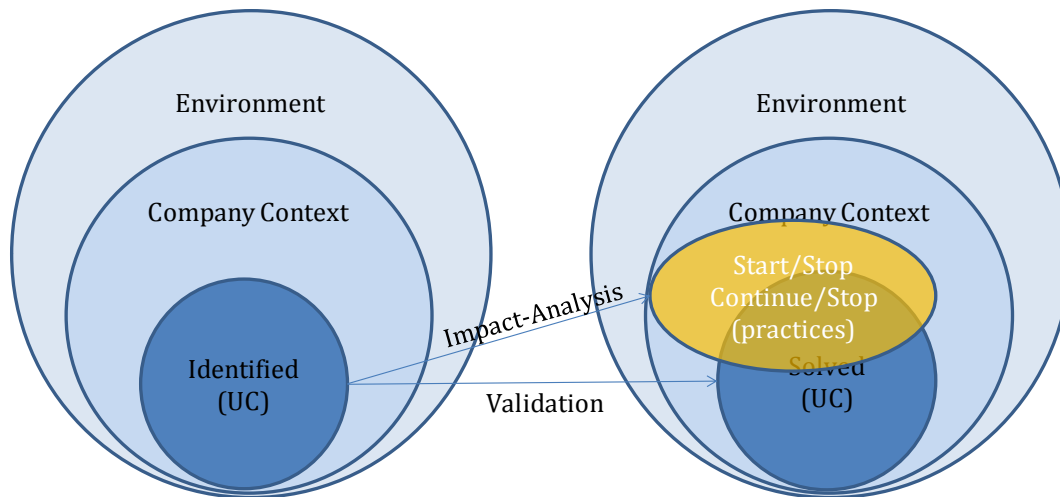 Environment
Company Context
Identified
(UC)
Impact-Analysis
Validation
Environment
Company Context
Start/Stop
Continue/Stop
(practices)
Solved
(UC)